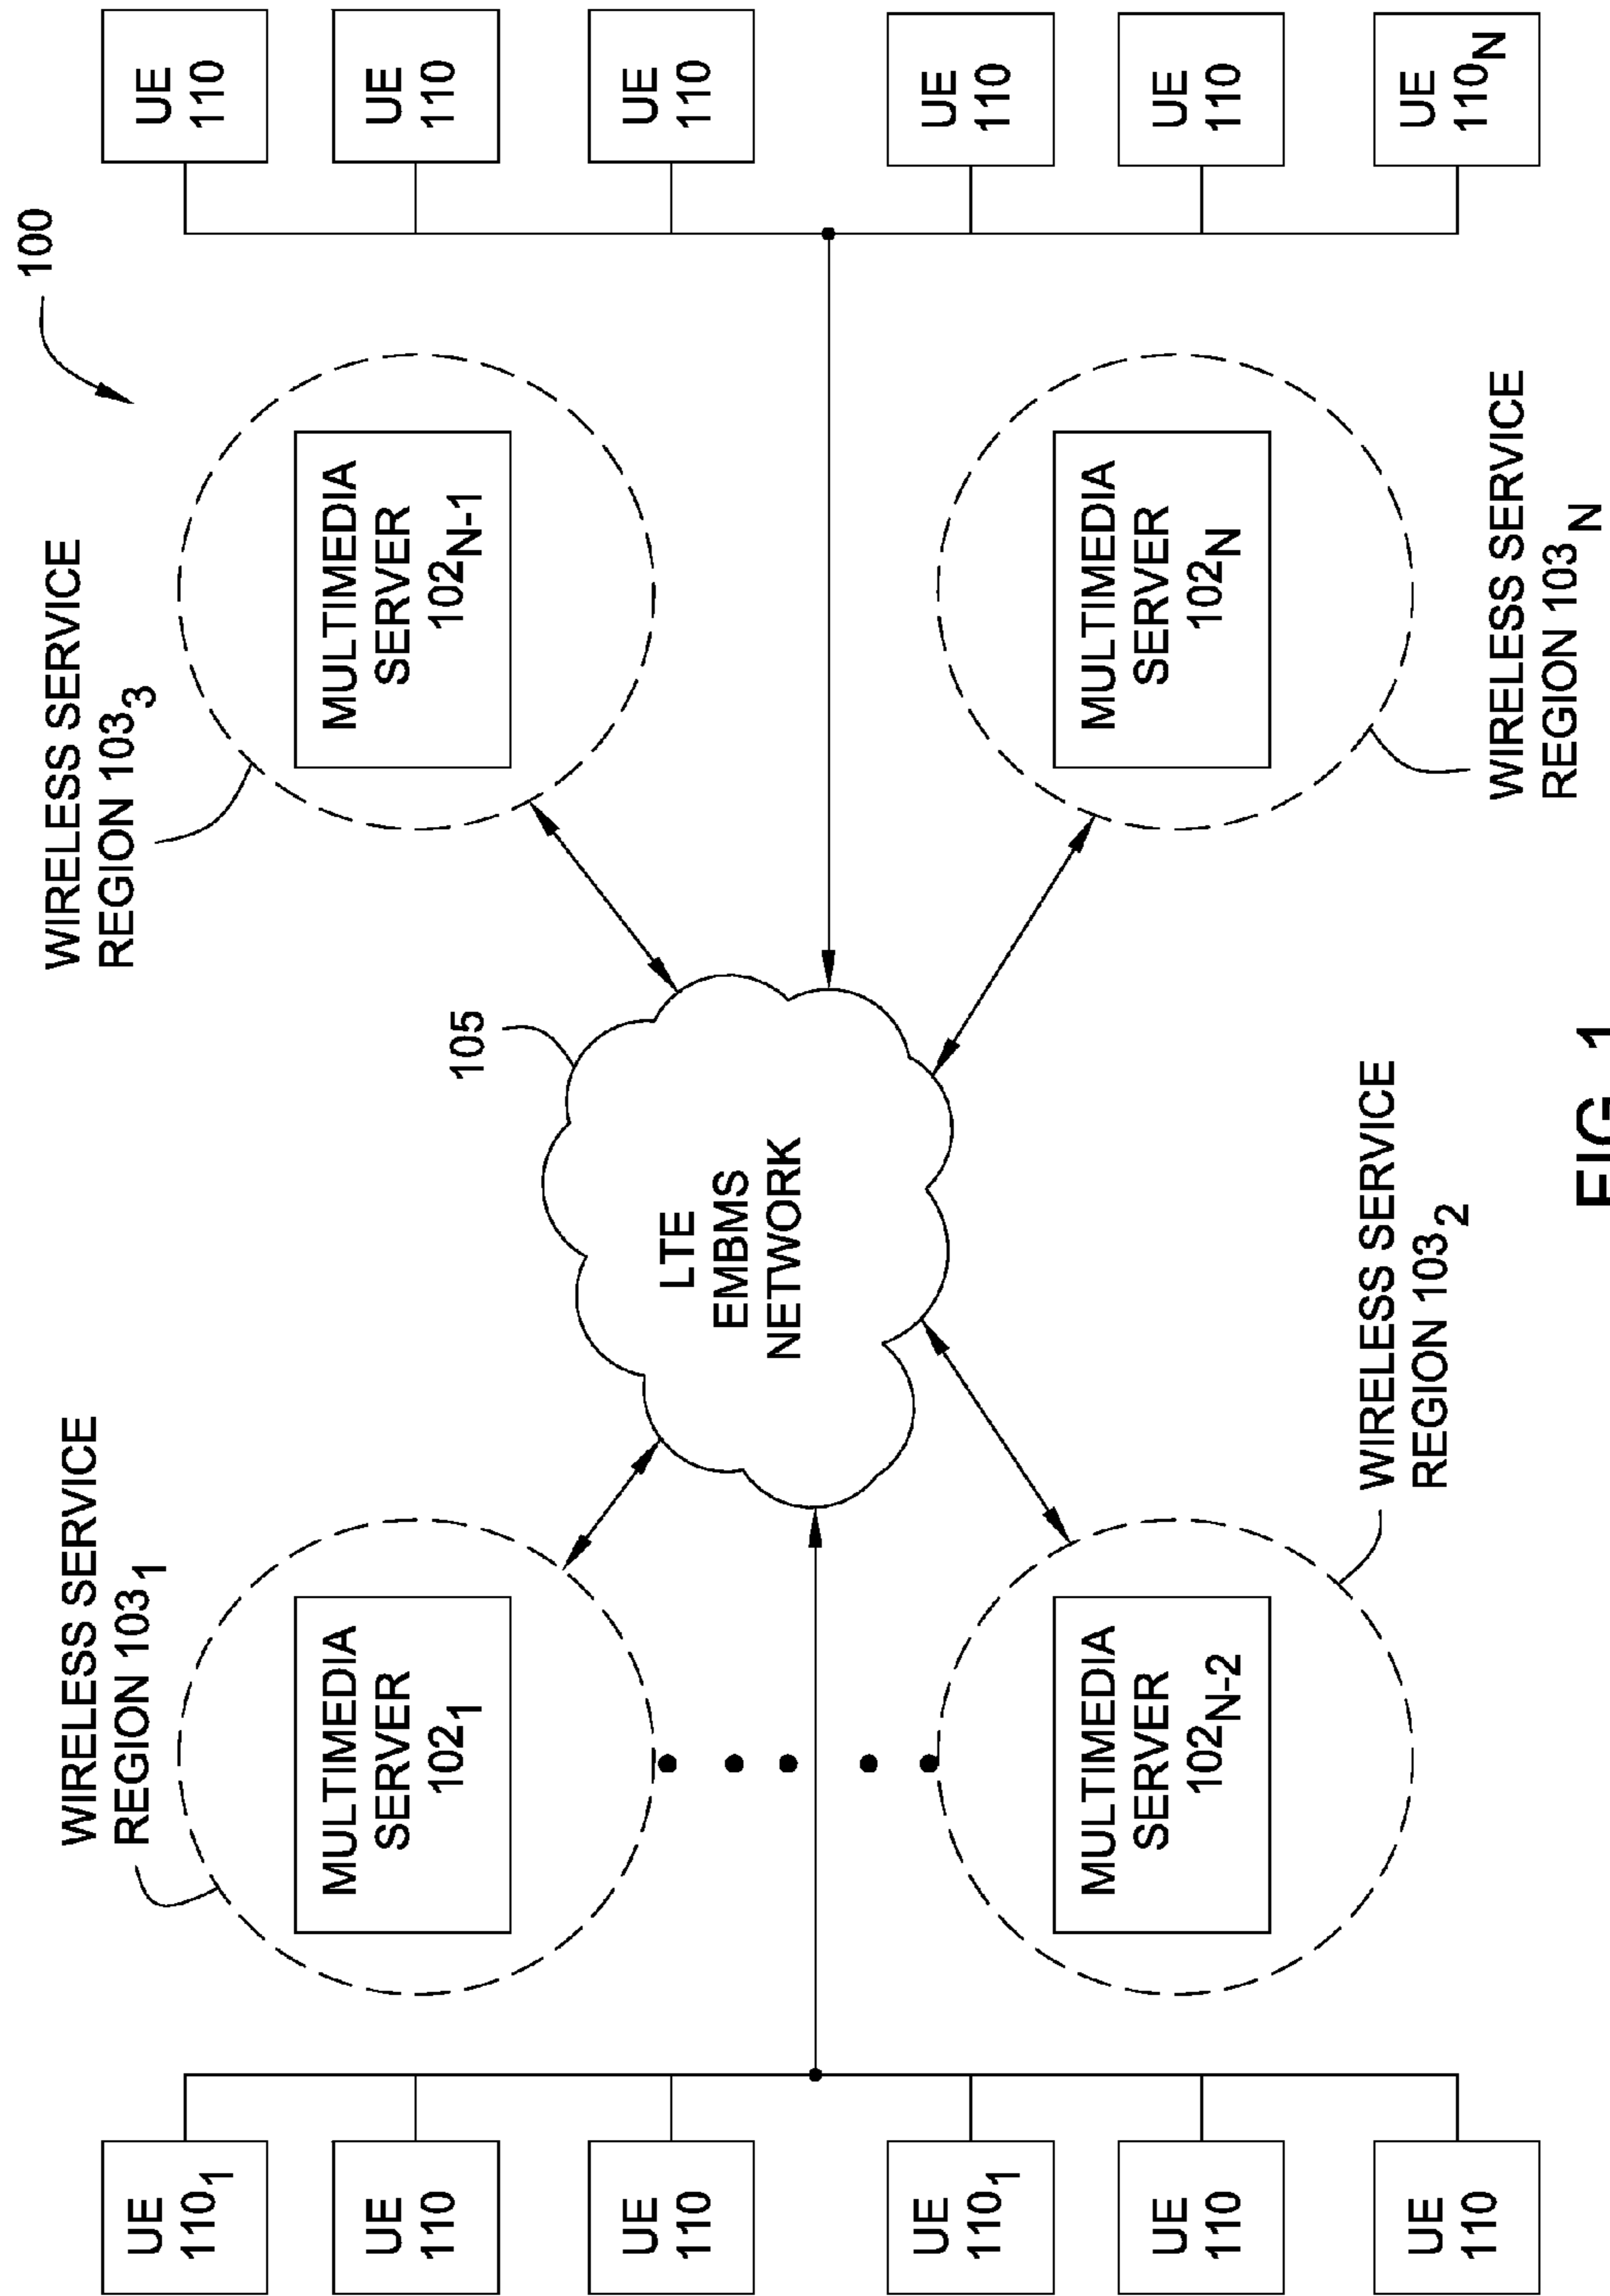 100
WIRELESS SERVICE
REGION 103₁
WIRELESS SERVICE
REGION 103₃
UE
110₁
UE
110
UE
110
UE
110₁
UE
110
UE
110
MULTIMEDIA
SERVER
102₁
MULTIMEDIA
SERVER
102N-2
105
LTE
EMBMS
NETWORK
MULTIMEDIA
SERVER
102N-1
MULTIMEDIA
SERVER
102N
UE
110
UE
110
UE
110
UE
110
UE
110
UE
110N
WIRELESS SERVICE
REGION 103₂
WIRELESS SERVICE
REGION 103N
FIG. 1